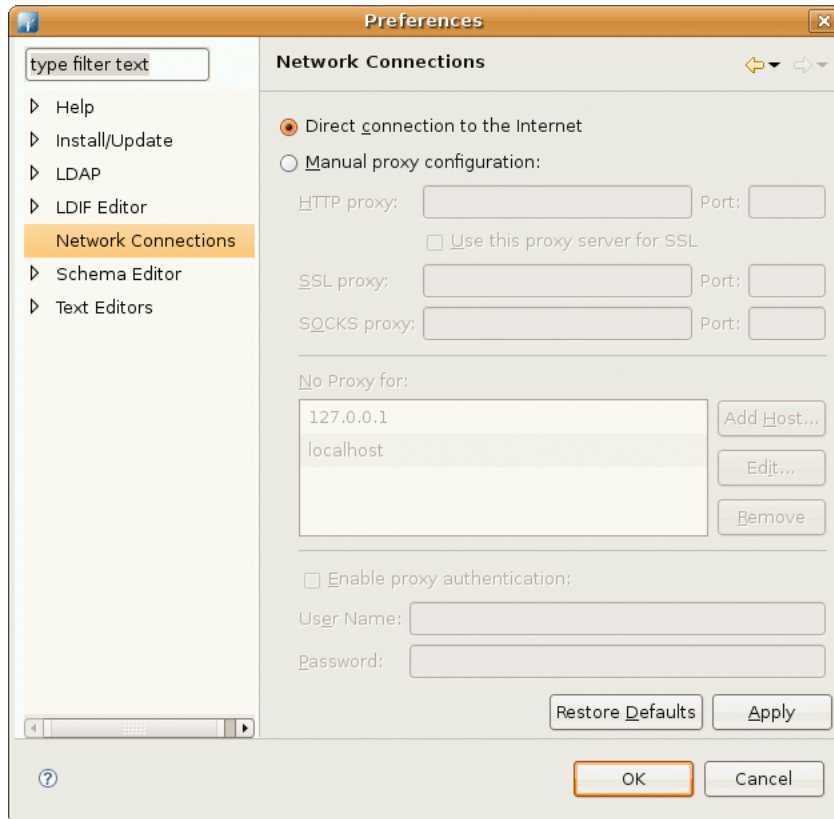 Preferences
type filter text
Help
Install/Update
LDAP
LDIF Editor
Network Connections
Schema Editor
Text Editors
Network Connections
Direct connection to the Internet
Manual proxy configuration:
HTTP proxy: Port:
Use this proxy server for SSL
SSL proxy: Port:
SOCKS proxy: Port:
No Proxy for:
127.0.0.1
localhost
Add Host...
Edit...
Remove
Enable proxy authentication:
User Name:
Password:
Restore Defaults Apply
? OK Cancel